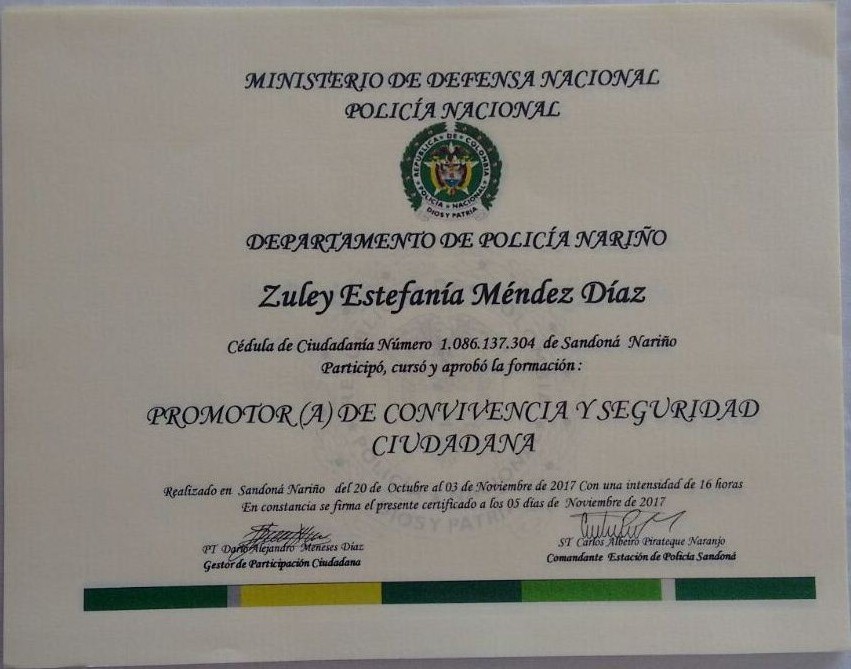 MINISTERIO DE DEFENSA NACIONAL
POLICÍA NACIONAL
REPÚBLICA DE COLOMBIA
POLICÍA NACIONAL
DIOS Y PATRIA
DEPARTAMENTO DE POLICÍA NARIÑO
Zuley Estefanía Méndez Díaz
Cédula de Ciudadanía Número 1.086.137.304 de Sandoná Nariño
Participó, cursó y aprobó la formación :
PROMOTOR (A) DE CONVIVENCIA Y SEGURIDAD
CIUDADANA
Realizado en Sandoná Nariño del 20 de Octubre al 03 de Noviembre de 2017 Con una intensidad de 16 horas
En constancia se firma el presente certificado a los 05 días de Noviembre de 2017
PT Darío Alejandro Meneses Díaz
Gestor de Participación Ciudadana
ST Carlos Albeiro Pirateque Naranjo
Comandante Estación de Policía Sandoná